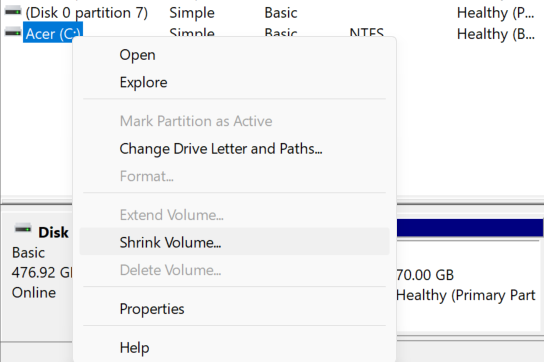 (Disk 0 partition 7) Simple Basic Healthy (P...
Acer (C:) Simple Basic NTFS Healthy (B...
Open
Explore
Mark Partition as Active
Change Drive Letter and Paths...
Format...
Extend Volume...
Shrink Volume...
Delete Volume...
Properties
Help
Disk
Basic
476.92 G
Online
70.00 GB
Healthy (Primary Part